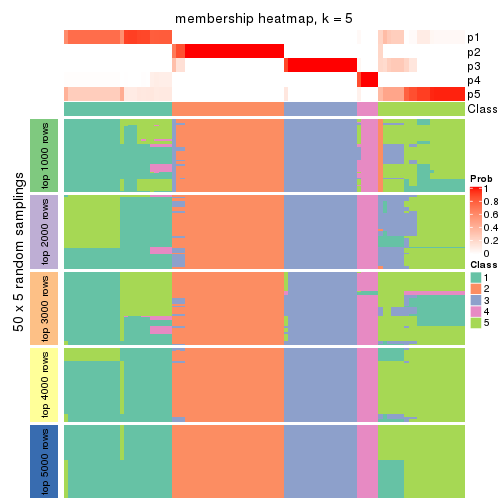 membership heatmap, k = 5
p1
p2
p3
p4
p5
Class
50 x 5 random samplings
top 1000 rows
top 2000 rows
top 3000 rows
top 4000 rows
top 5000 rows
Prob
1
0.8
0.6
0.4
0.2
0
Class
1
2
3
4
5